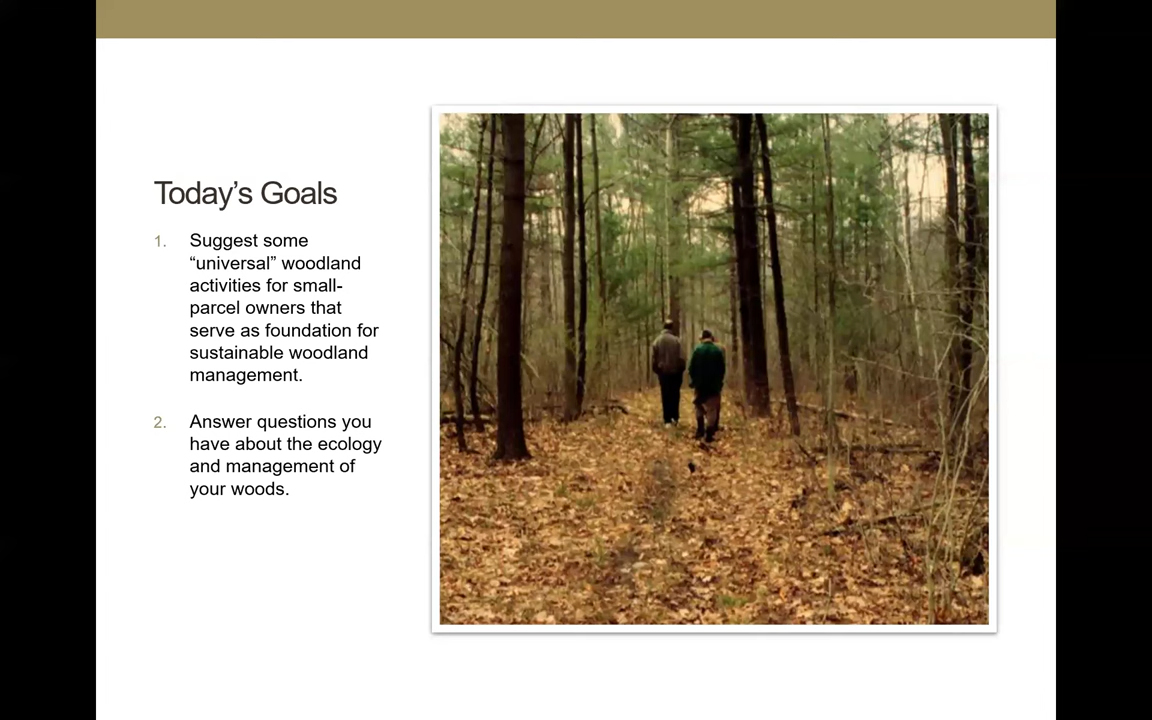 Today’s Goals
1. Suggest some
“universal” woodland
activities for small-
parcel owners that
serve as foundation for
sustainable woodland
management.
2. Answer questions you
have about the ecology
and management of
your woods.